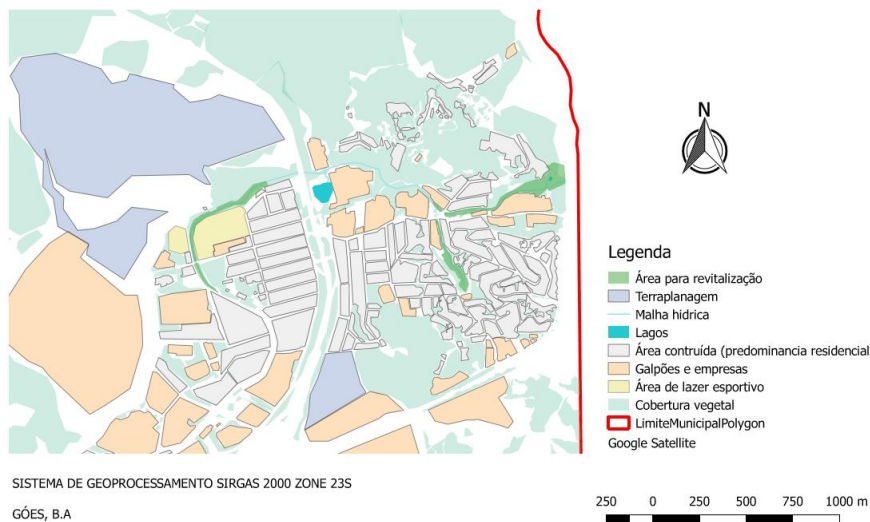 N
Legenda
Área para revitalização
Terraplanagem
Malha hidrica
Lagos
Área contruída (predominancia residencial
Galpões e empresas
Área de lazer esportivo
Cobertura vegetal
LimiteMunicipalPolygon
Google Satellite
SISTEMA DE GEOPROCESSAMENTO SIRGAS 2000 ZONE 23S
GÓES, B.A
250 0 250 500 750 1000 m